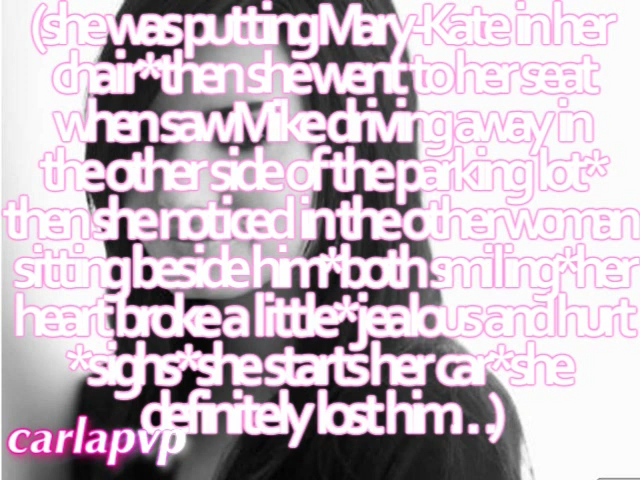 (she was putting Mary-Kate in her
chair*then she went to her seat
when saw Mike driving away in
the other side of the parking lot*
then she noticed in the other woman
sitting beside him*both smiling*her
heart broke a little*jealous and hurt
*sighs*she starts her car*she
definitely lost him...)
carlapvp